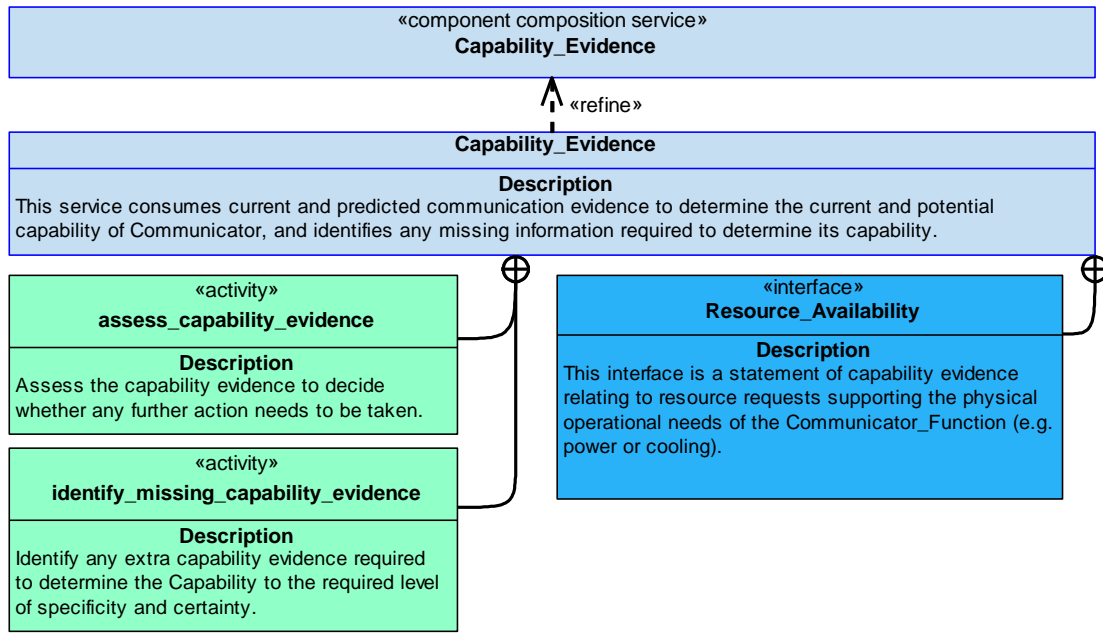 «component composition service»
Capability_Evidence
«refine»
Capability_Evidence
Description
This service consumes current and predicted communication evidence to determine the current and potential
capability of Communicator, and identifies any missing information required to determine its capability.
«activity»
assess_capability_evidence
Description
Assess the capability evidence to decide
whether any further action needs to be taken.
«interface»
Resource_Availability
Description
This interface is a statement of capability evidence
relating to resource requests supporting the physical
operational needs of the Communicator_Function (e.g.
power or cooling).
«activity»
identify_missing_capability_evidence
Description
Identify any extra capability evidence required
to determine the Capability to the required level
of specificity and certainty.